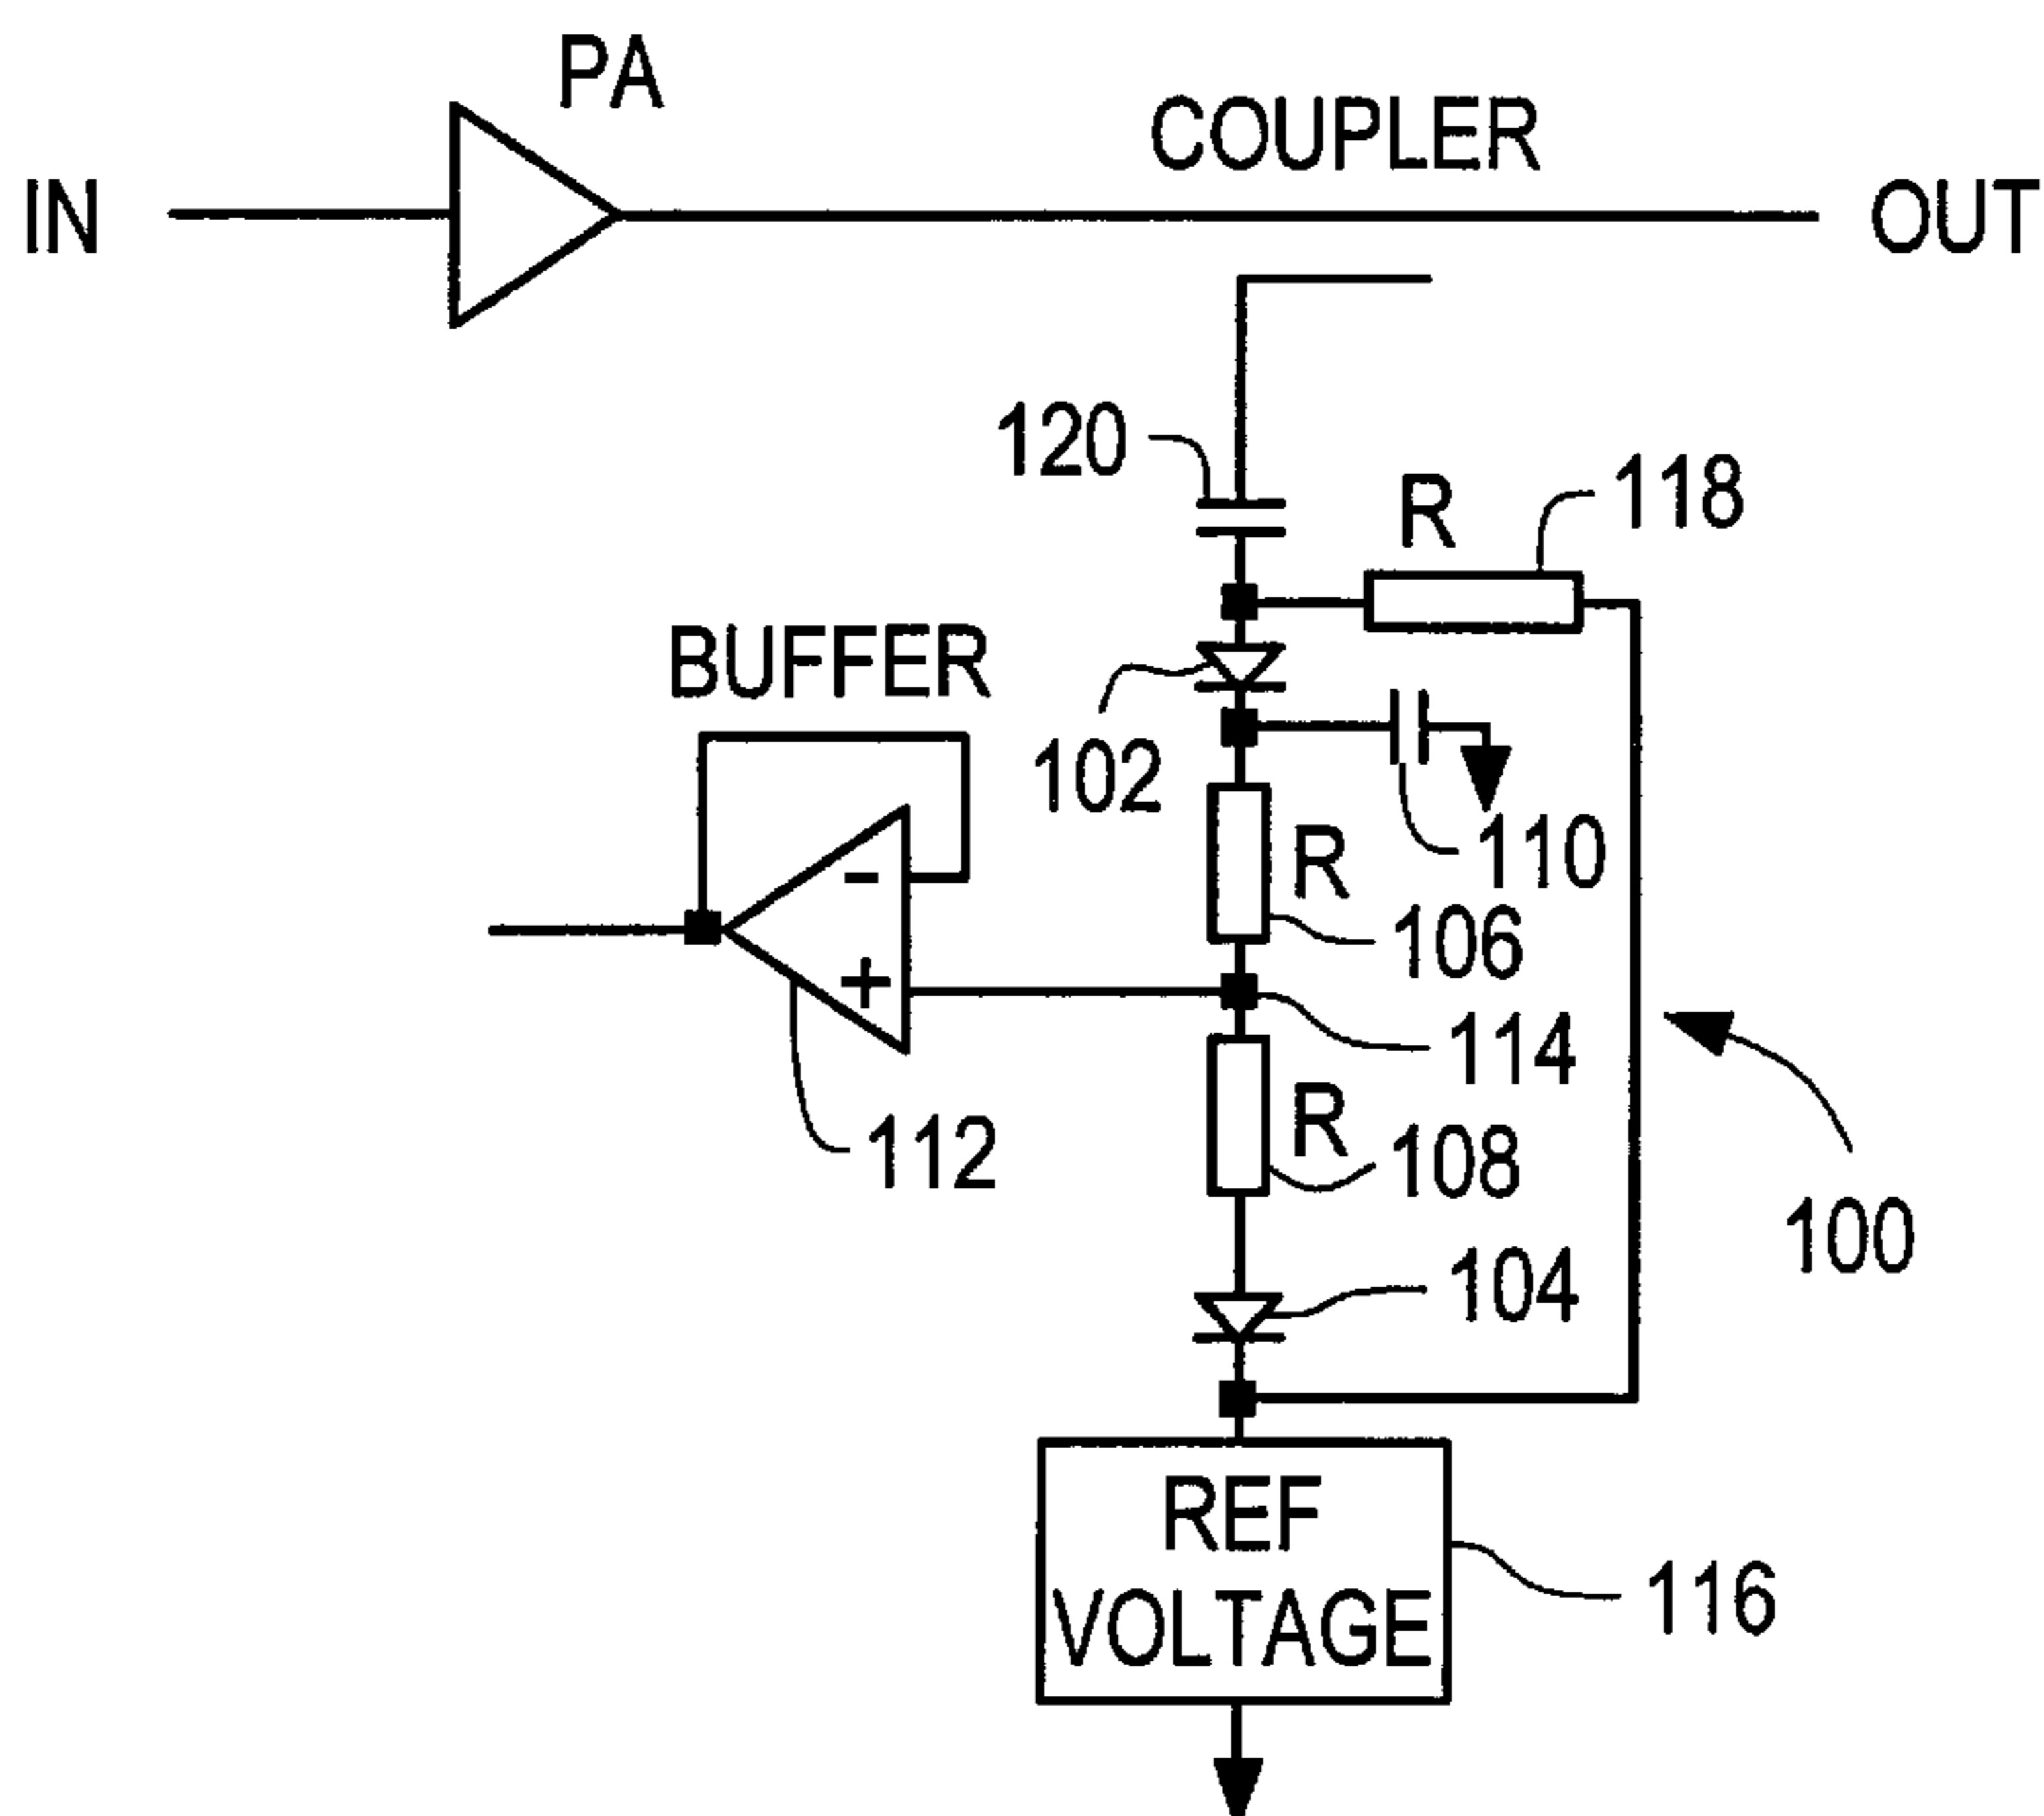 PA
COUPLER
IN
OUT
120
R
118
BUFFER
102
110
R
106
-
+
114
112
R
108
100
104
REF
VOLTAGE
116